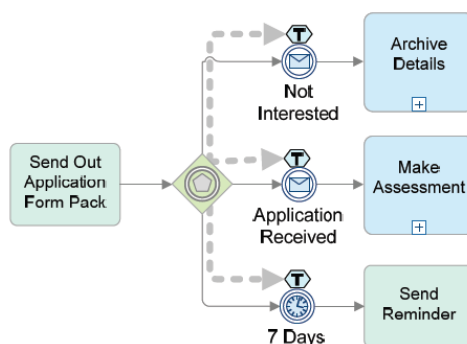 Send Out
Application
Form Pack
T
Not
Interested
Archive
Details
T
Application
Received
Make
Assessment
T
7 Days
Send
Reminder